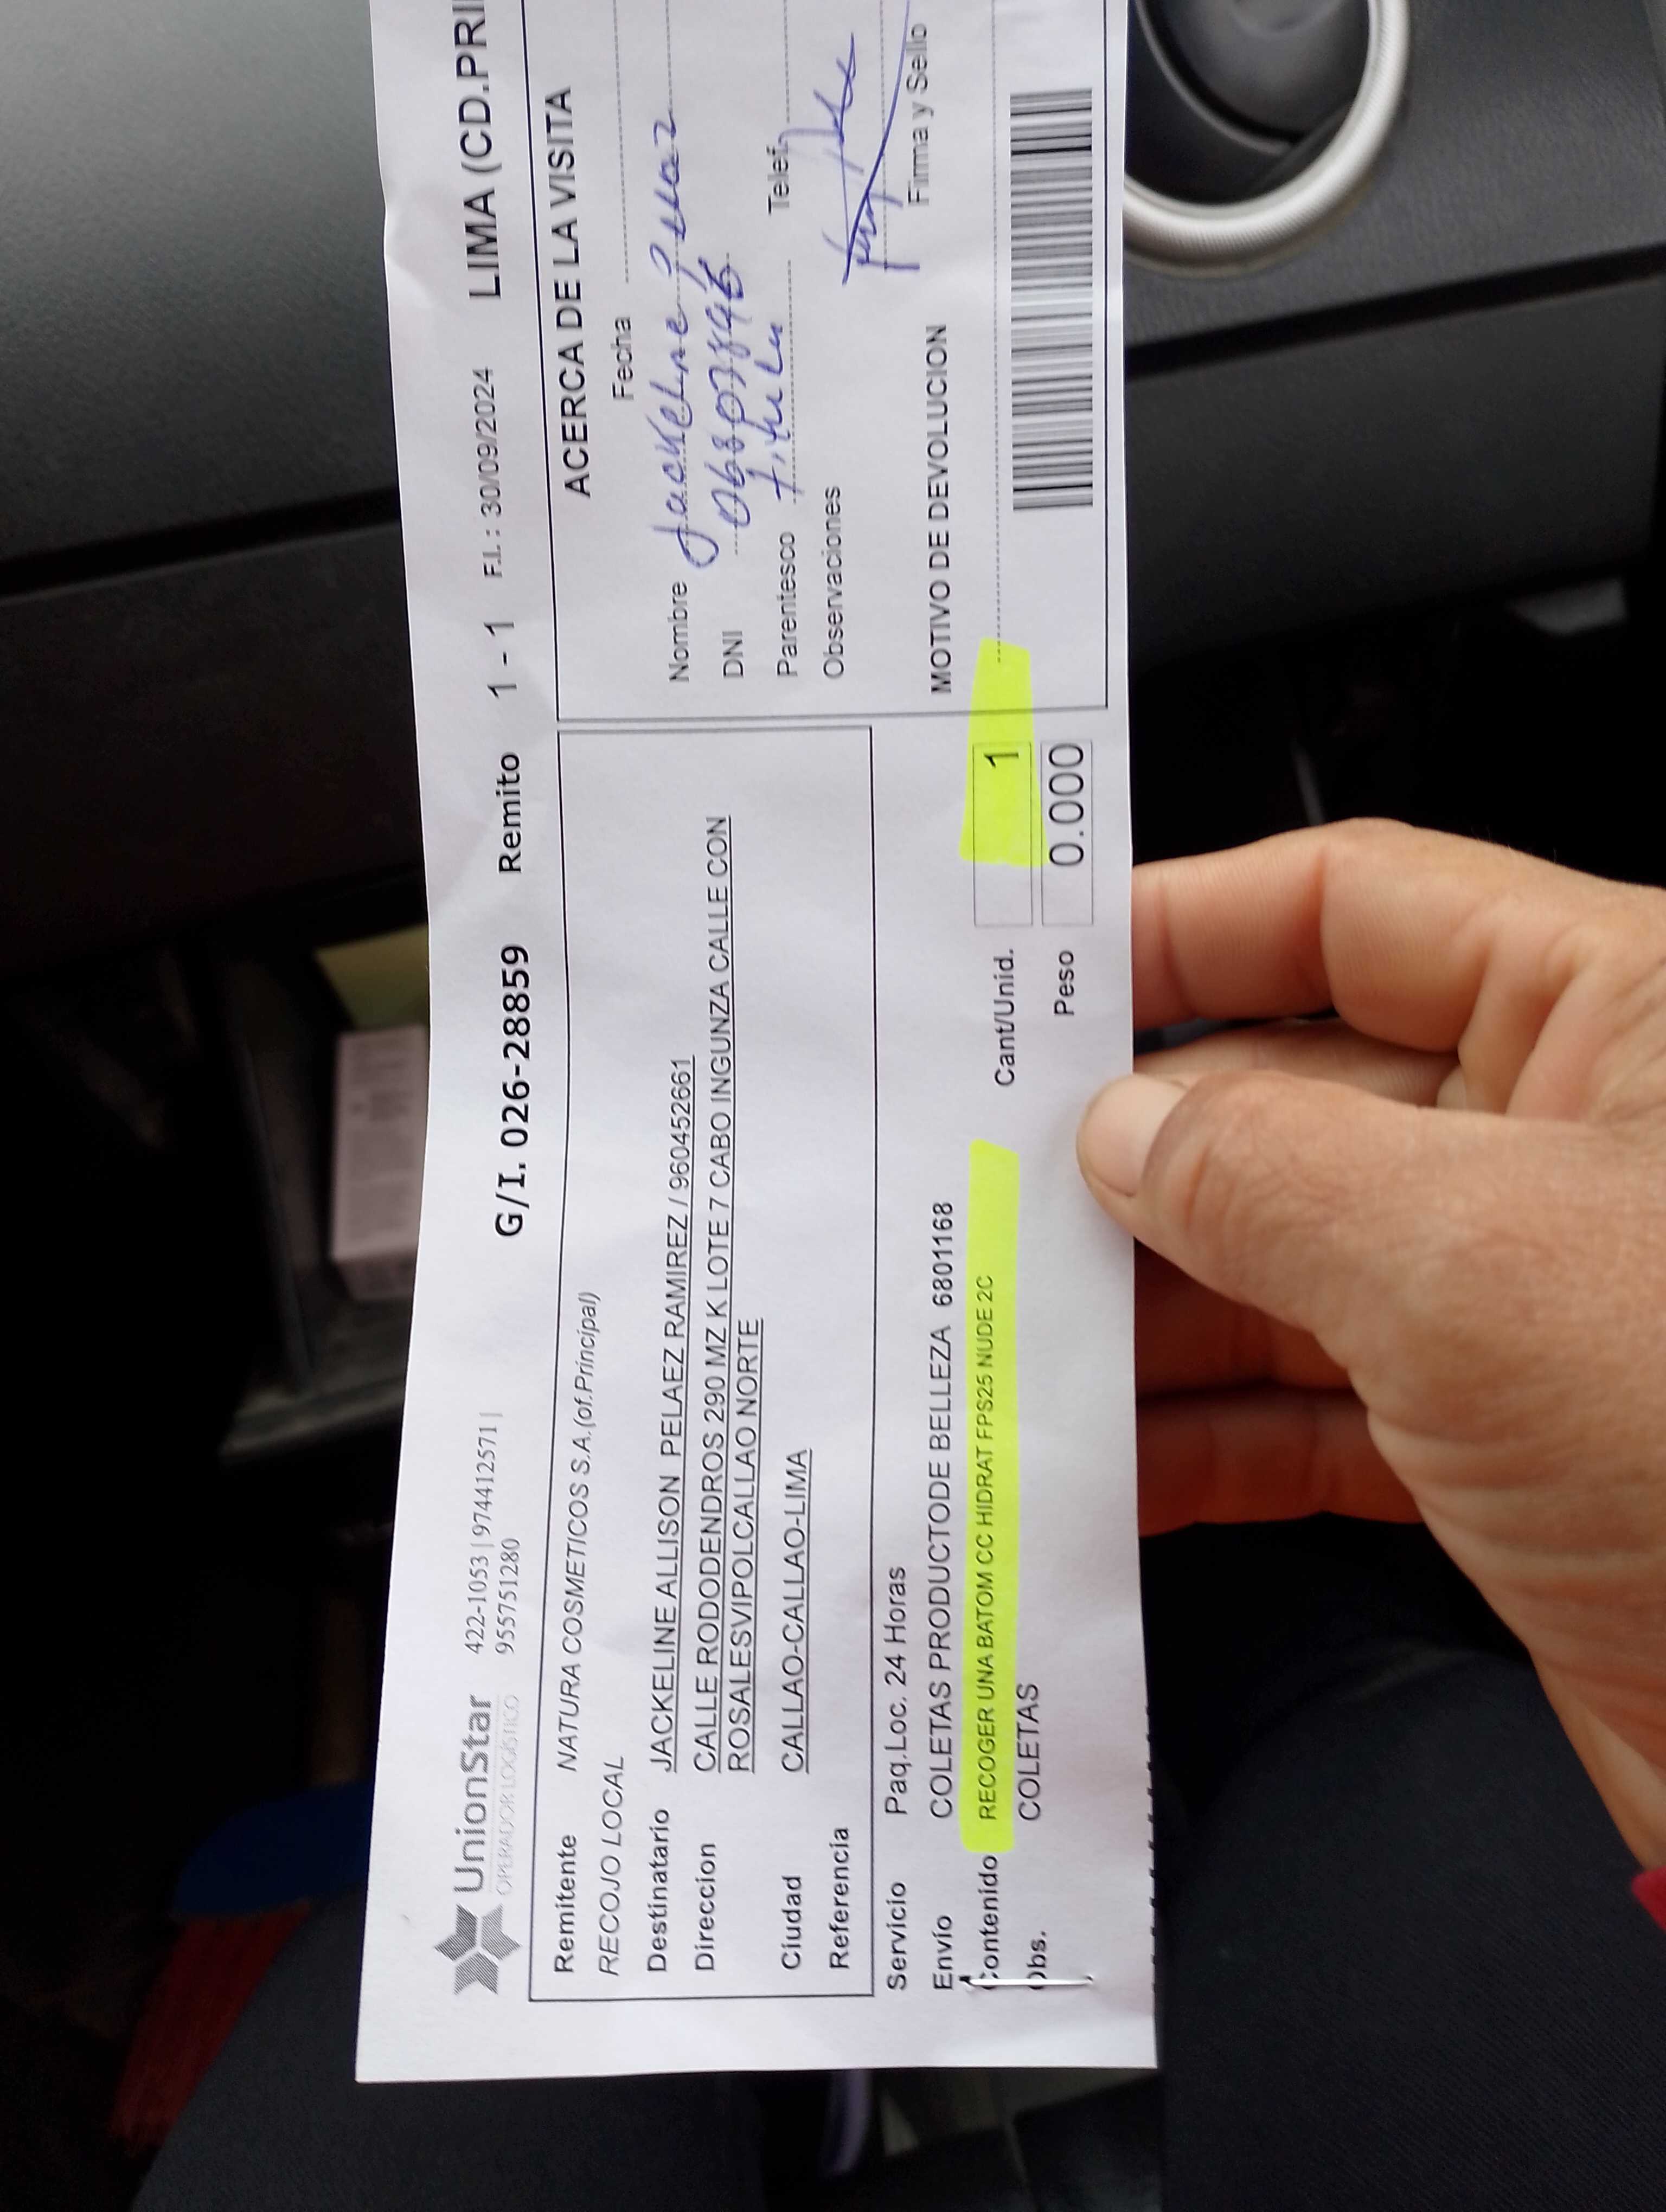 UnionStar
OPERADOR LOGÍSTICO
422-1053 | 974412571 |
955751280
G/I. 026-28859 Remito 1 - 1 F.I. : 30/09/2024 LIMA (CD.PRI
Remitente NATURA COSMETICOS S.A.(of.Principal)
RECOJO LOCAL
Destinatario JACKELINE ALLISON PELAEZ RAMIREZ / 960452661
Direccion CALLE RODODENDROS 290 MZ K LOTE 7 CABO INGUNZA CALLE CON
ROSALESVIPOLCALLAO NORTE
Ciudad CALLAO-CALLAO-LIMA
Referencia
Servicio Paq.Loc. 24 Horas
Envío COLETAS PRODUCTODE BELLEZA 6801168
Contenido RECOGER UNA BATOM CC HIDRAT FPS25 NUDE 2C
Obs. COLETAS
Cant/Unid. 1
Peso 0.000
ACERCA DE LA VISITA
Fecha
Nombre Jackeline
DNI
Parentesco Telef.
Observaciones
Firma y Sello
MOTIVO DE DEVOLUCION